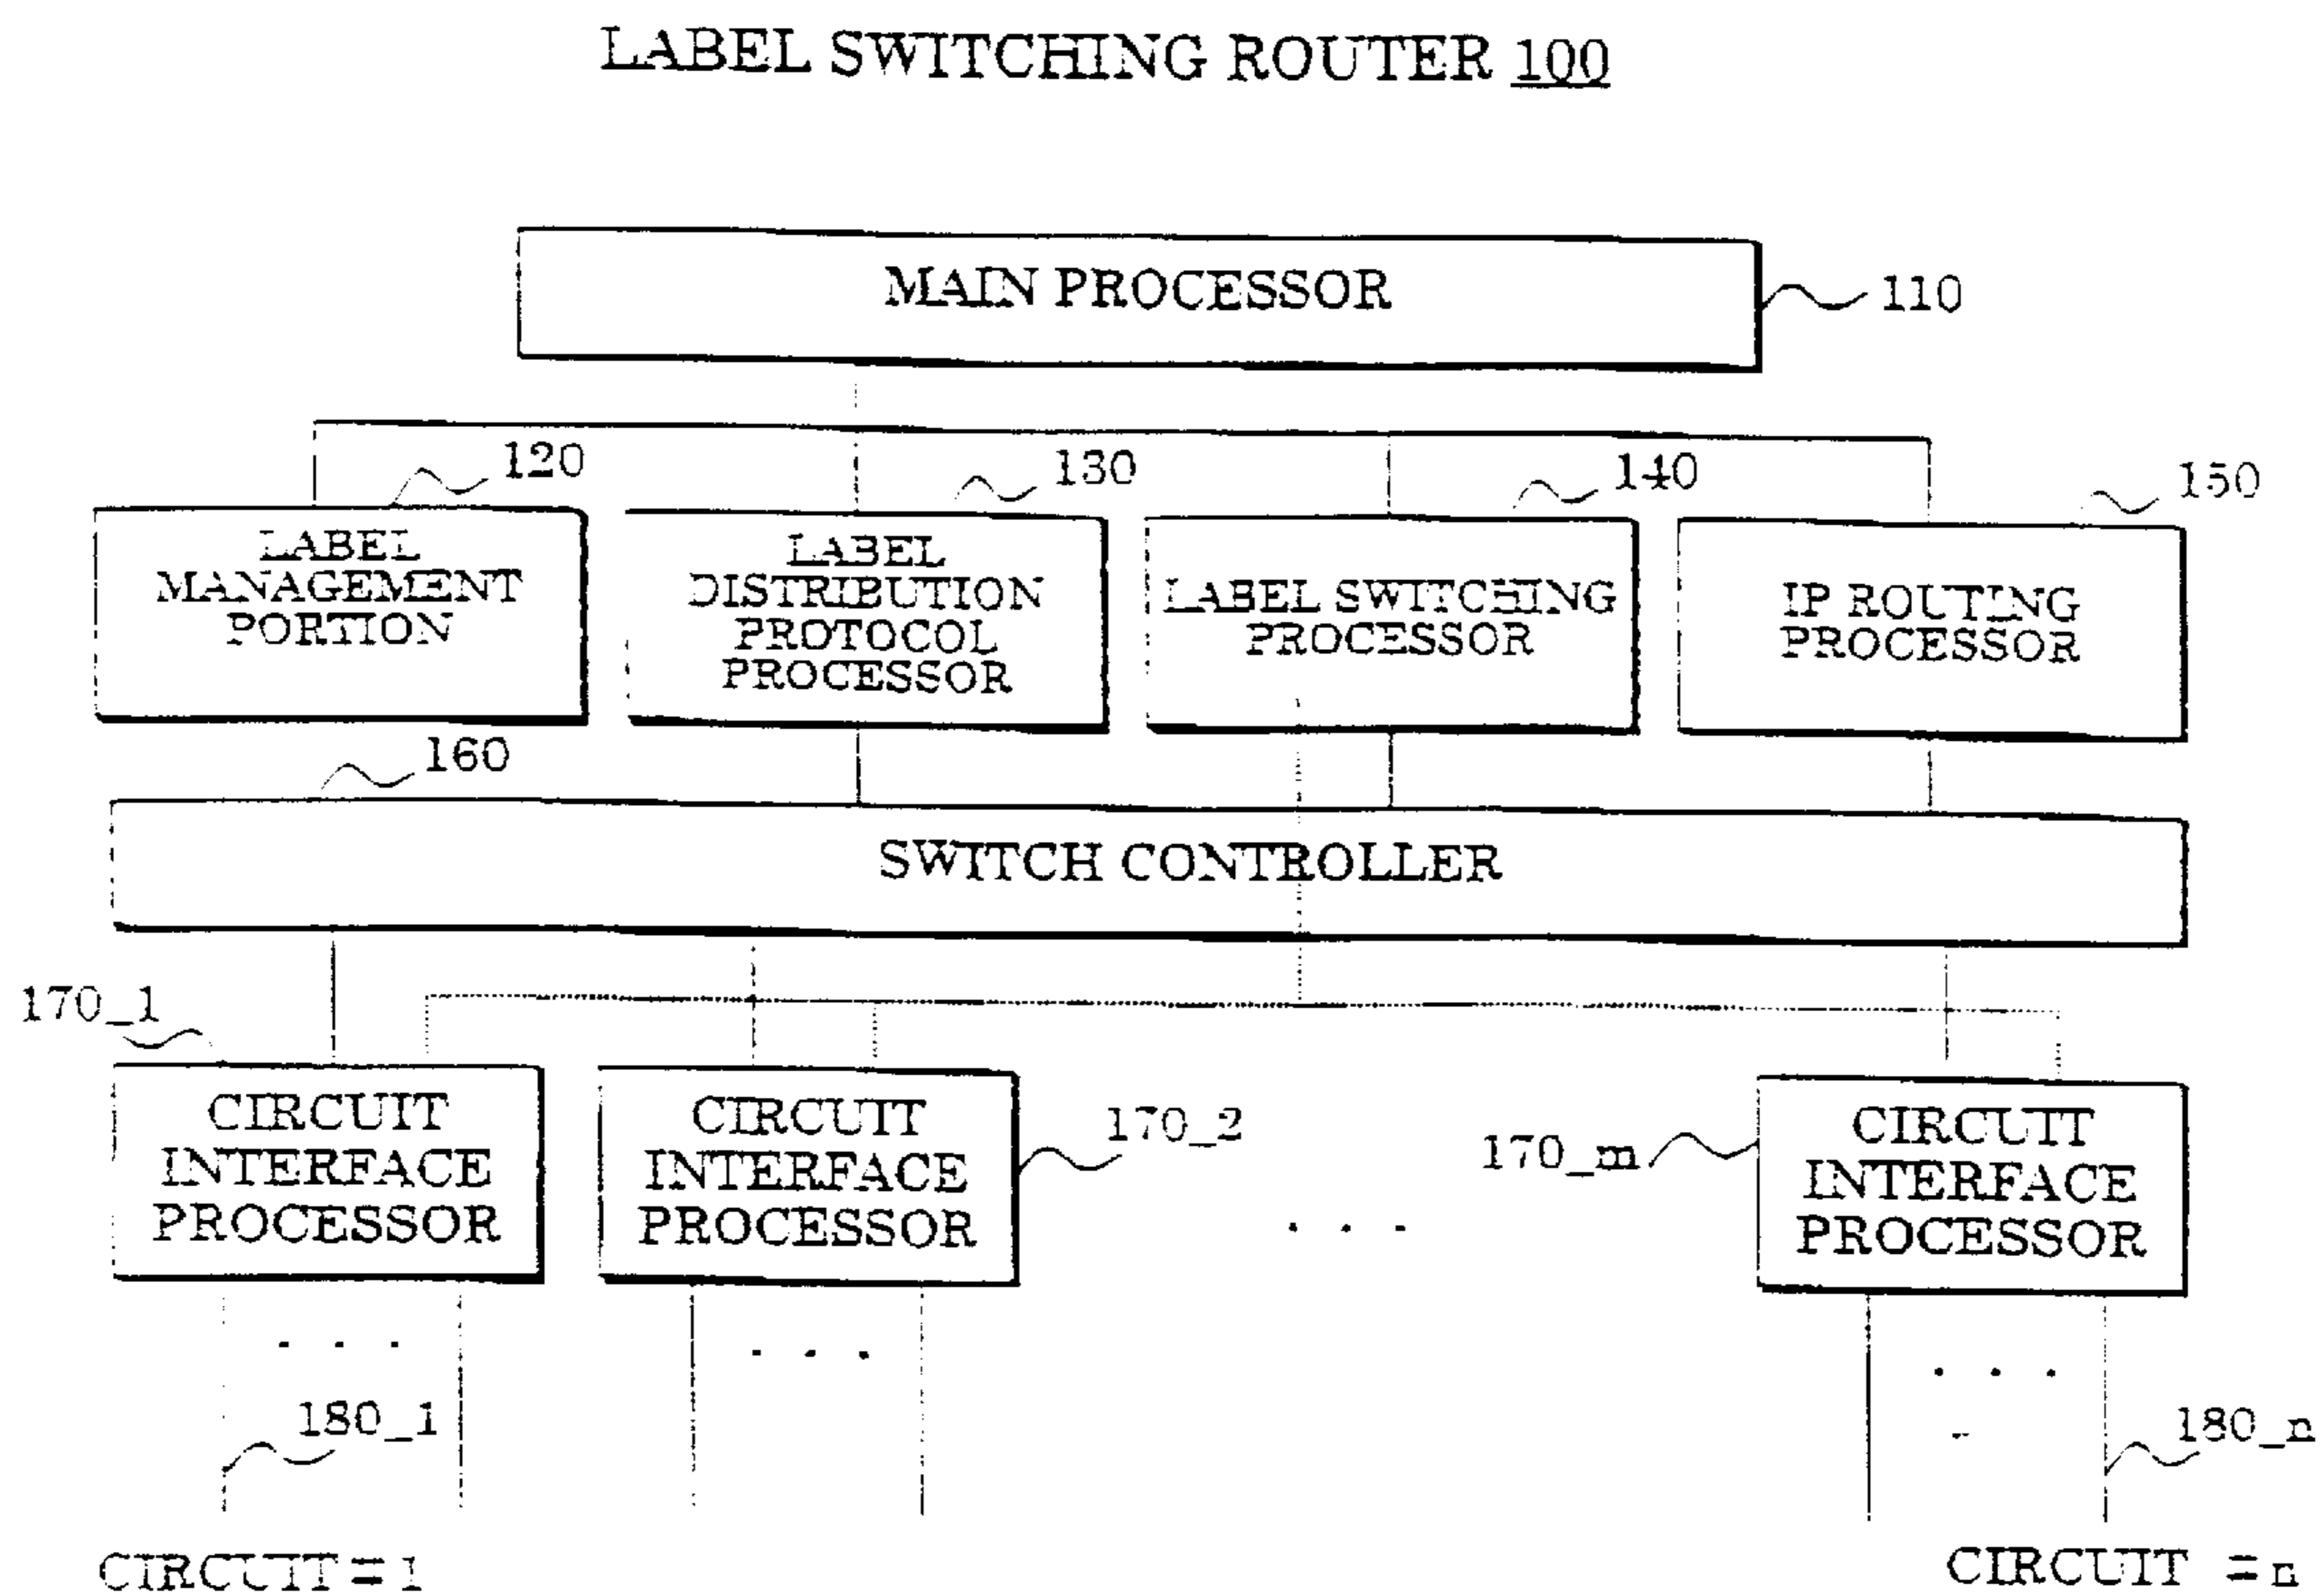 LABEL SWITCHING ROUTER 100
MAIN PROCESSOR
110
120
130
140
150
LABEL
MANAGEMENT
PORTION
LABEL
DISTRIBUTION
PROTOCOL
PROCESSOR
LABEL SWITCHING
PROCESSOR
IP ROUTING
PROCESSOR
160
SWITCH CONTROLLER
170_1
CIRCUIT
INTERFACE
PROCESSOR
CIRCUIT
INTERFACE
PROCESSOR
170_2
. . .
170_m
CIRCUIT
INTERFACE
PROCESSOR
. . .
. . .
. . .
180_1
180_n
CIRCUIT = 1
CIRCUIT = n